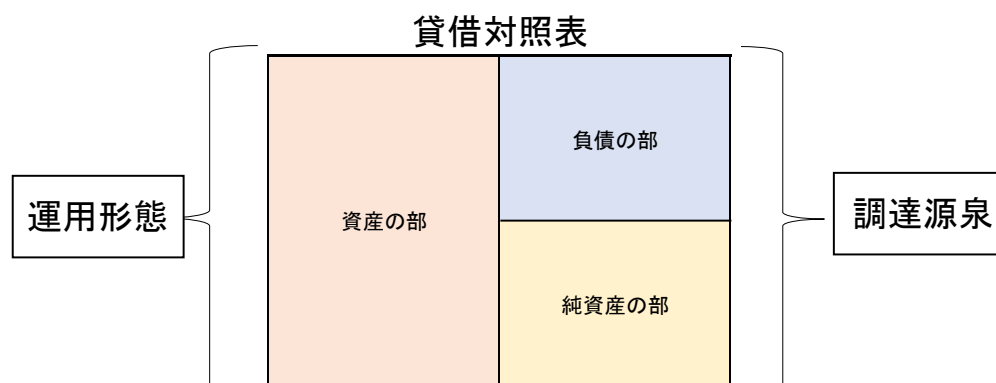 貸借対照表
運用形態
資産の部
負債の部
純資産の部
調達源泉